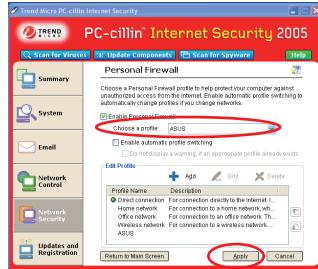 Trend Micro PC-cillin Internet Security
TREND MICRO
PC-cillin™ Internet Security 2005
Scan for Viruses
Update Components
Scan for Spyware
Help
Summary
System
Email
Network Control
Network Security
Updates and Registration
Personal Firewall
Choose a Personal Firewall profile to help protect your computer against
unauthorized access from the Internet. Enable automatic profile switching to
automatically change profiles if you change networks.
Enable Personal Firewall
Choose a profile: ASUS
Enable automatic profile switching
Do not display a warning, if an appropriate profile already exists
Edit Profile
Add Edit Delete
Profile Name Description
Direct connection For connection directly to the Internet. I...
Home network For connection to a home network, wh...
Office network For connection to an office network. Th...
Wireless network For connection to a wireless network. ...
ASUS
Return to Main Screen Apply Cancel